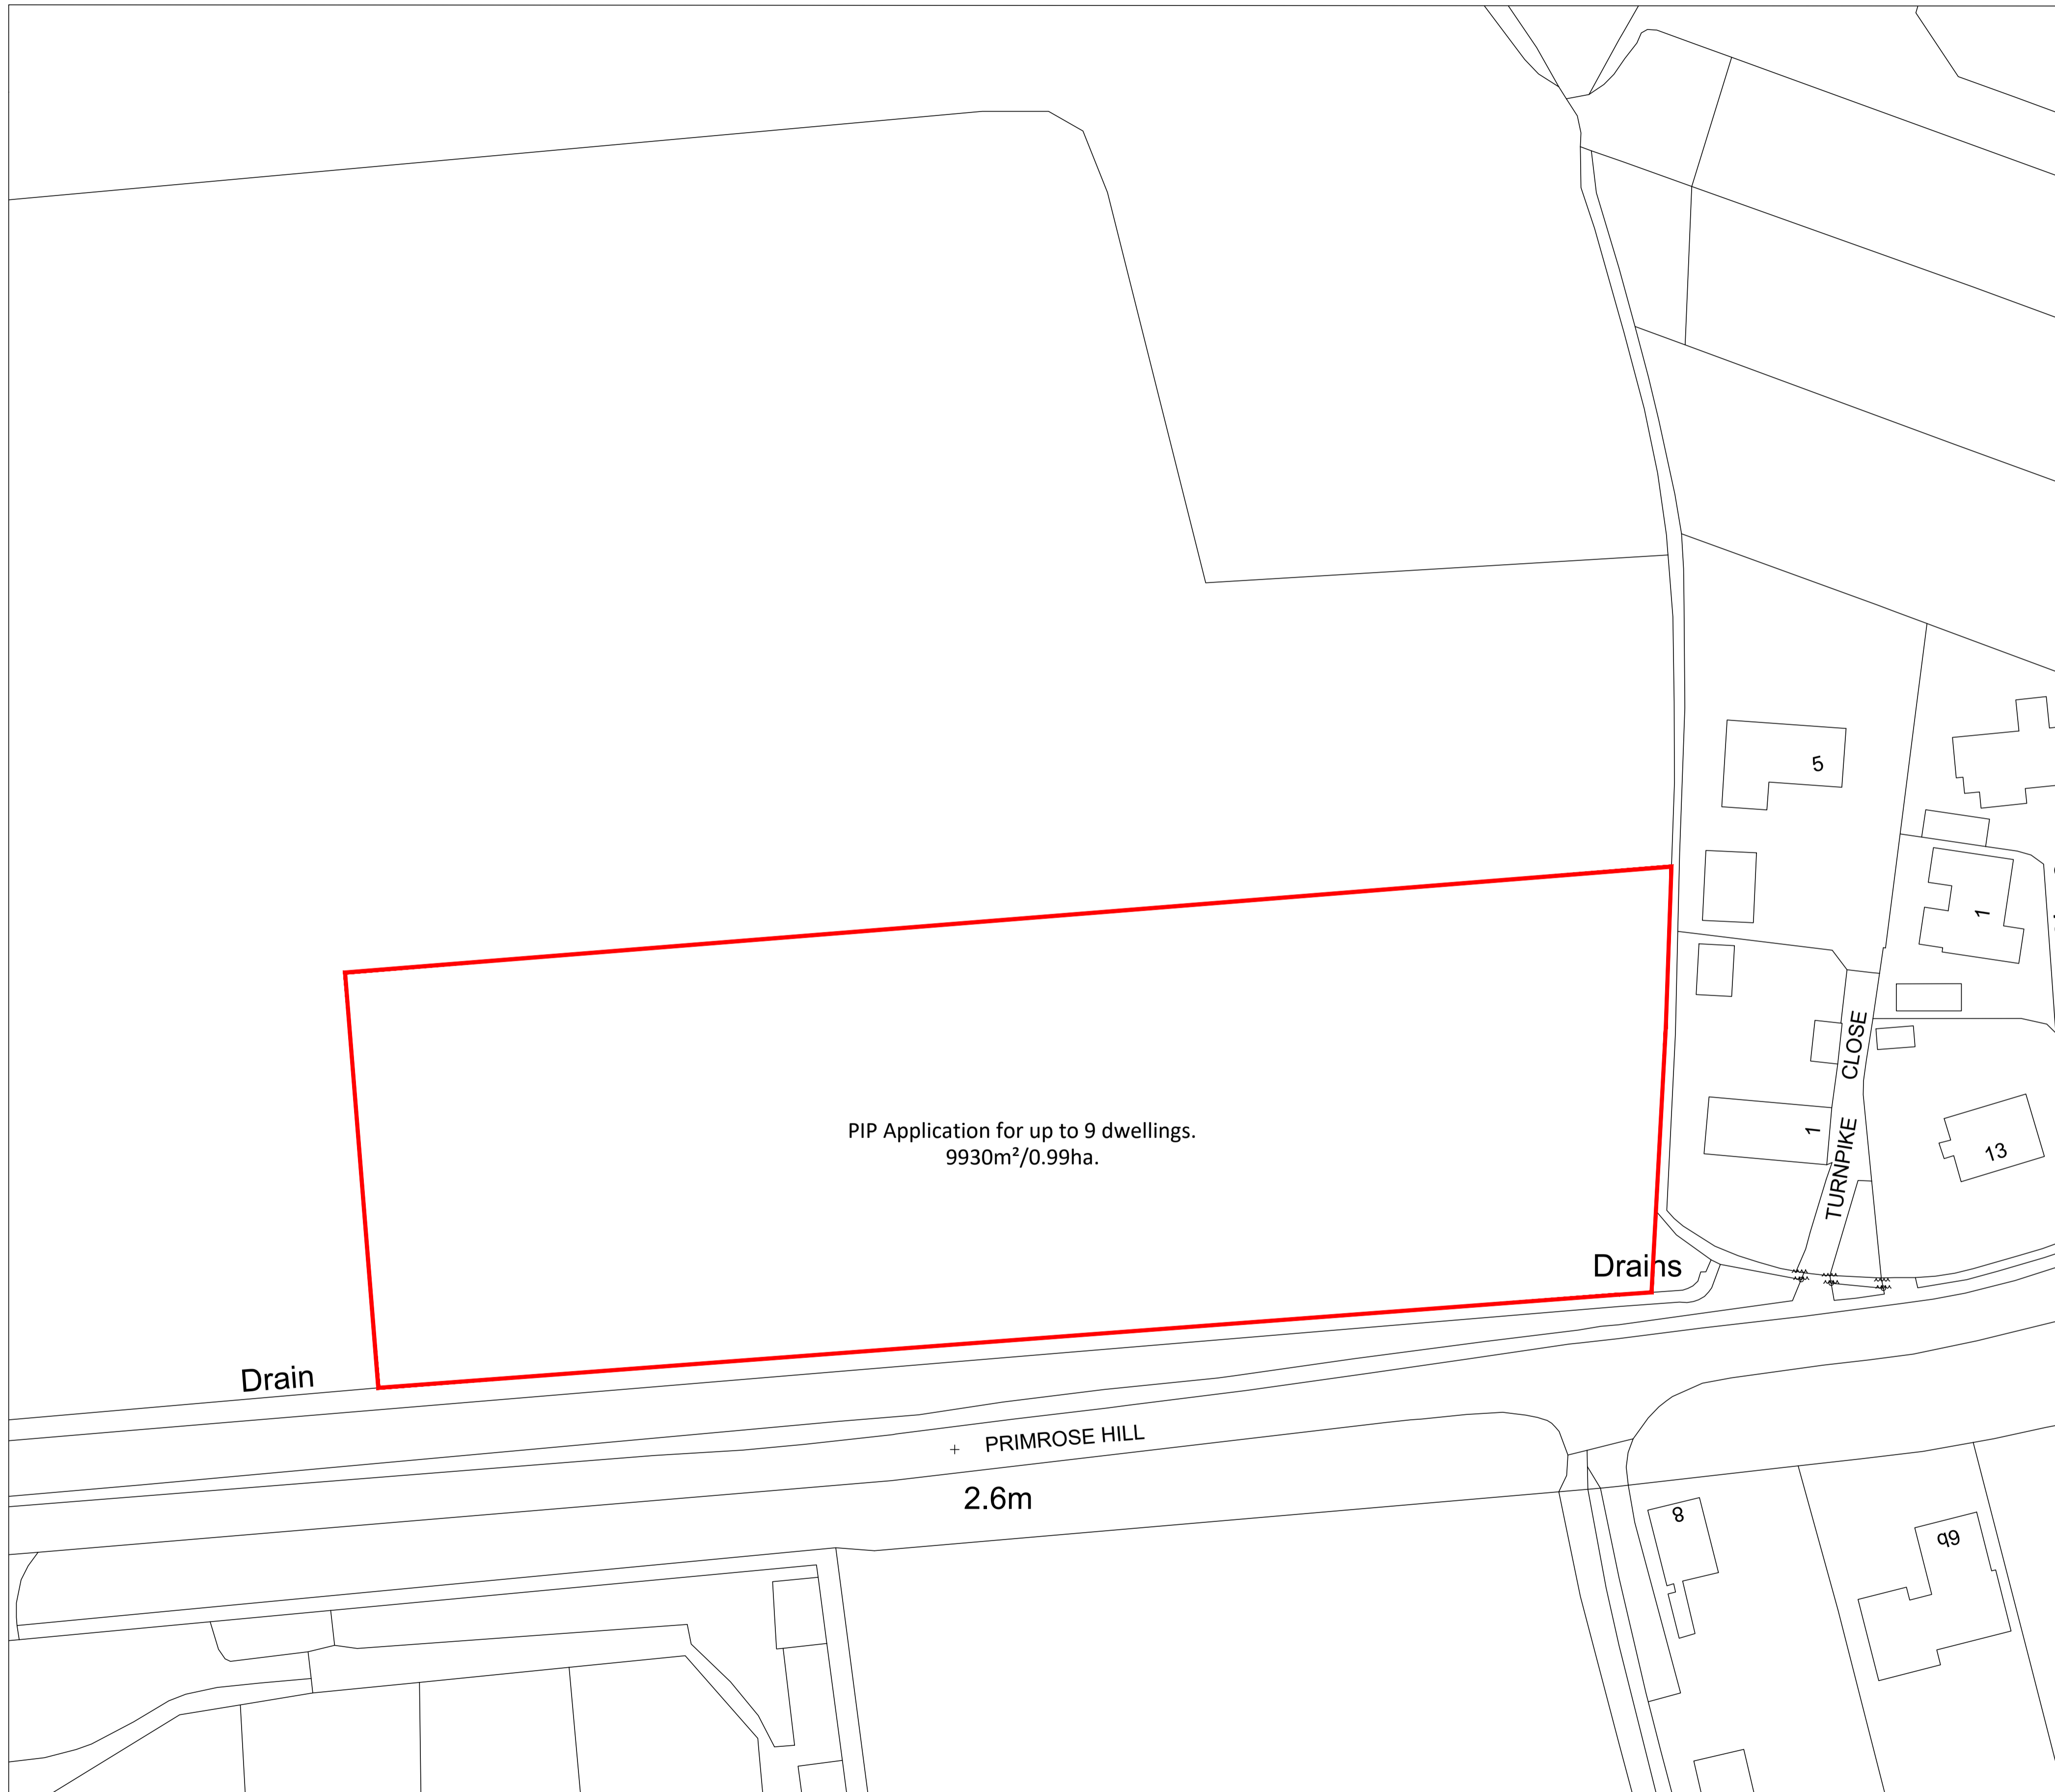 5
1
CLOSE
TURNPIKE
1
13
PIP Application for up to 9 dwellings.
9930m²/0.99ha.
Drains
Drain
PRIMROSE HILL
2.6m
8
9b